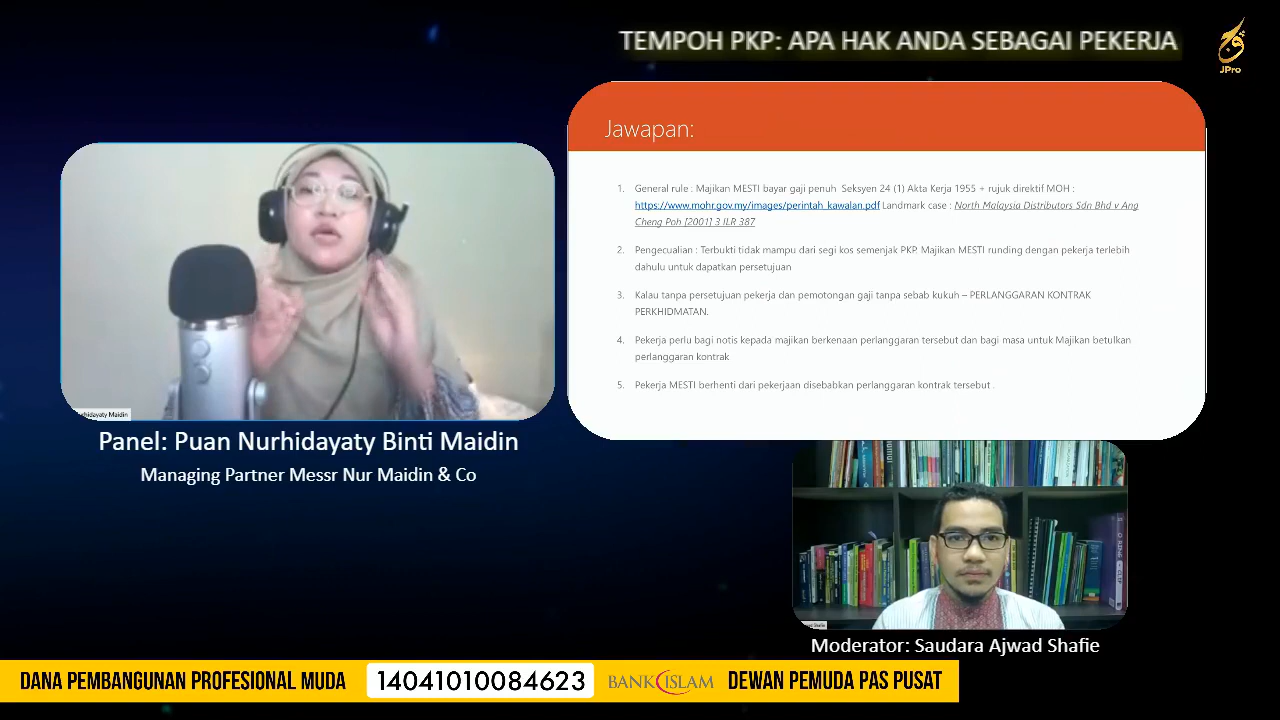 TEMPOH PKP: APA HAK ANDA SEBAGAI PEKERJA
JPro
Jawapan:
1. General rule : Majikan MESTI bayar gaji penuh Seksyen 24 (1) Akta Kerja 1955 + rujuk direktif MOH :
https://www.mohr.gov.my/images/perintah_kawalan.pdf Landmark case : North Malaysia Distributors Sdn Bhd v Ang
Cheng Poh [2001] 3 ILR 387
2. Pengecualian : Terbukti tidak mampu dari segi kos semenjak PKP. Majikan MESTI runding dengan pekerja terlebih
dahulu untuk dapatkan persetujuan
3. Kalau tanpa persetujuan pekerja dan pemotongan gaji tanpa sebab kukuh – PERLANGGARAN KONTRAK
PERKHIDMATAN.
4. Pekerja perlu bagi notis kepada majikan berkenaan perlanggaran tersebut dan bagi masa untuk Majikan betulkan
perlanggaran kontrak
5. Pekerja MESTI berhenti dari pekerjaan disebabkan perlanggaran kontrak tersebut .
Maidin
Panel: Puan Nurhidayaty Binti Maidin
Managing Partner Messr Nur Maidin & Co
Shafie
Moderator: Saudara Ajwad Shafie
DANA PEMBANGUNAN PROFESIONAL MUDA 14041010084623 BANK ISLAM DEWAN PEMUDA PAS PUSAT